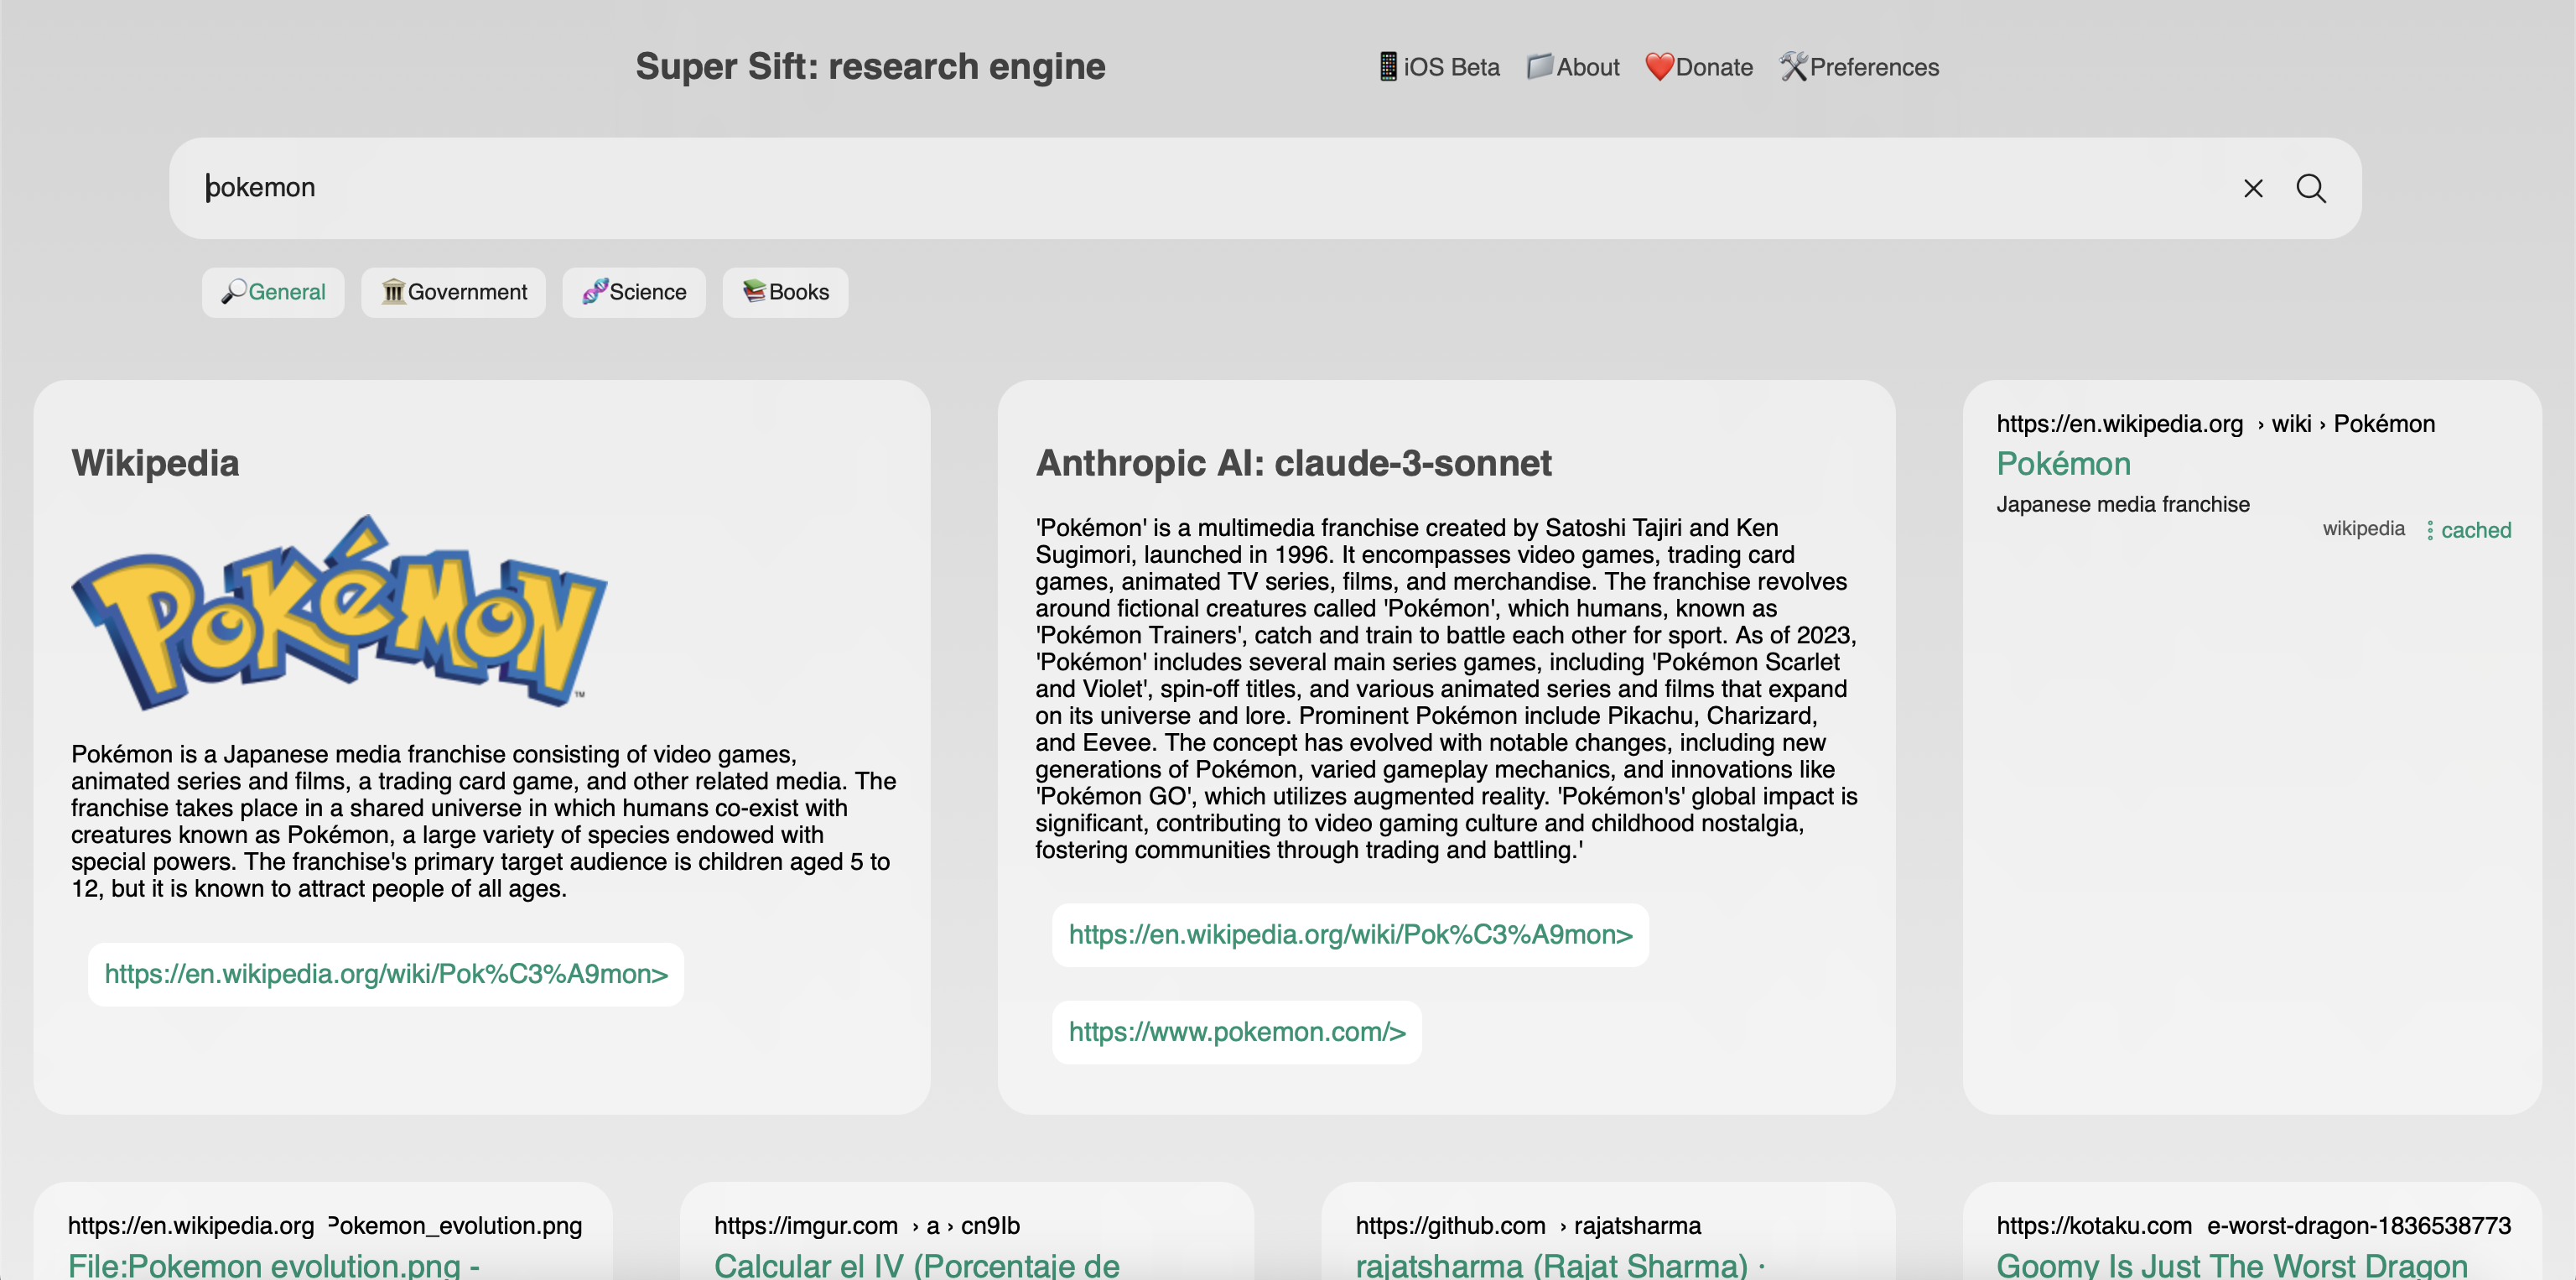 Super Sift: research engine
📱iOS Beta 📁About ❤️Donate 🛠️Preferences
pokemon
🔎General 🏛️Government 🧬Science 📚Books
Wikipedia
POKéMON
™
Pokémon is a Japanese media franchise consisting of video games,
animated series and films, a trading card game, and other related media. The
franchise takes place in a shared universe in which humans co-exist with
creatures known as Pokémon, a large variety of species endowed with
special powers. The franchise's primary target audience is children aged 5 to
12, but it is known to attract people of all ages.
https://en.wikipedia.org/wiki/Pok%C3%A9mon>
Anthropic AI: claude-3-sonnet
'Pokémon' is a multimedia franchise created by Satoshi Tajiri and Ken
Sugimori, launched in 1996. It encompasses video games, trading card
games, animated TV series, films, and merchandise. The franchise revolves
around fictional creatures called 'Pokémon', which humans, known as
'Pokémon Trainers', catch and train to battle each other for sport. As of 2023,
'Pokémon' includes several main series games, including 'Pokémon Scarlet
and Violet', spin-off titles, and various animated series and films that expand
on its universe and lore. Prominent Pokémon include Pikachu, Charizard,
and Eevee. The concept has evolved with notable changes, including new
generations of Pokémon, varied gameplay mechanics, and innovations like
'Pokémon GO', which utilizes augmented reality. 'Pokémon's' global impact is
significant, contributing to video gaming culture and childhood nostalgia,
fostering communities through trading and battling.'
https://en.wikipedia.org/wiki/Pok%C3%A9mon>
https://www.pokemon.com/>
https://en.wikipedia.org › wiki › Pokémon
Pokémon
Japanese media franchise
wikipedia ⋮ cached
https://en.wikipedia.org Pokemon_evolution.png
File:Pokemon evolution.png -
https://imgur.com › a › cn9lb
Calcular el IV (Porcentaje de
https://github.com › rajatsharma
rajatsharma (Rajat Sharma) ·
https://kotaku.com e-worst-dragon-1836538773
Goomy Is Just The Worst Dragon